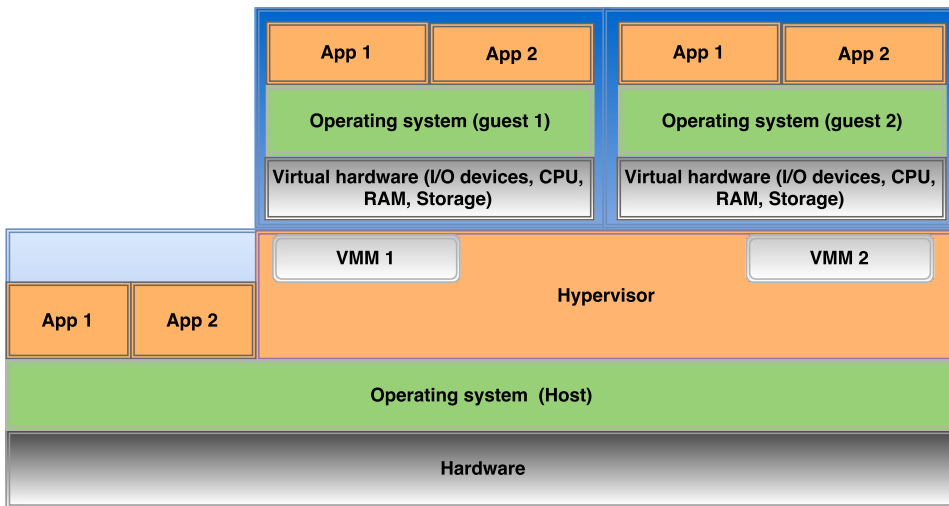 App 1
App 2
App 1
App 2
Operating system (guest 1)
Operating system (guest 2)
Virtual hardware (I/O devices, CPU,
RAM, Storage)
Virtual hardware (I/O devices, CPU,
RAM, Storage)
VMM 1
VMM 2
Hypervisor
App 1
App 2
Operating system (Host)
Hardware